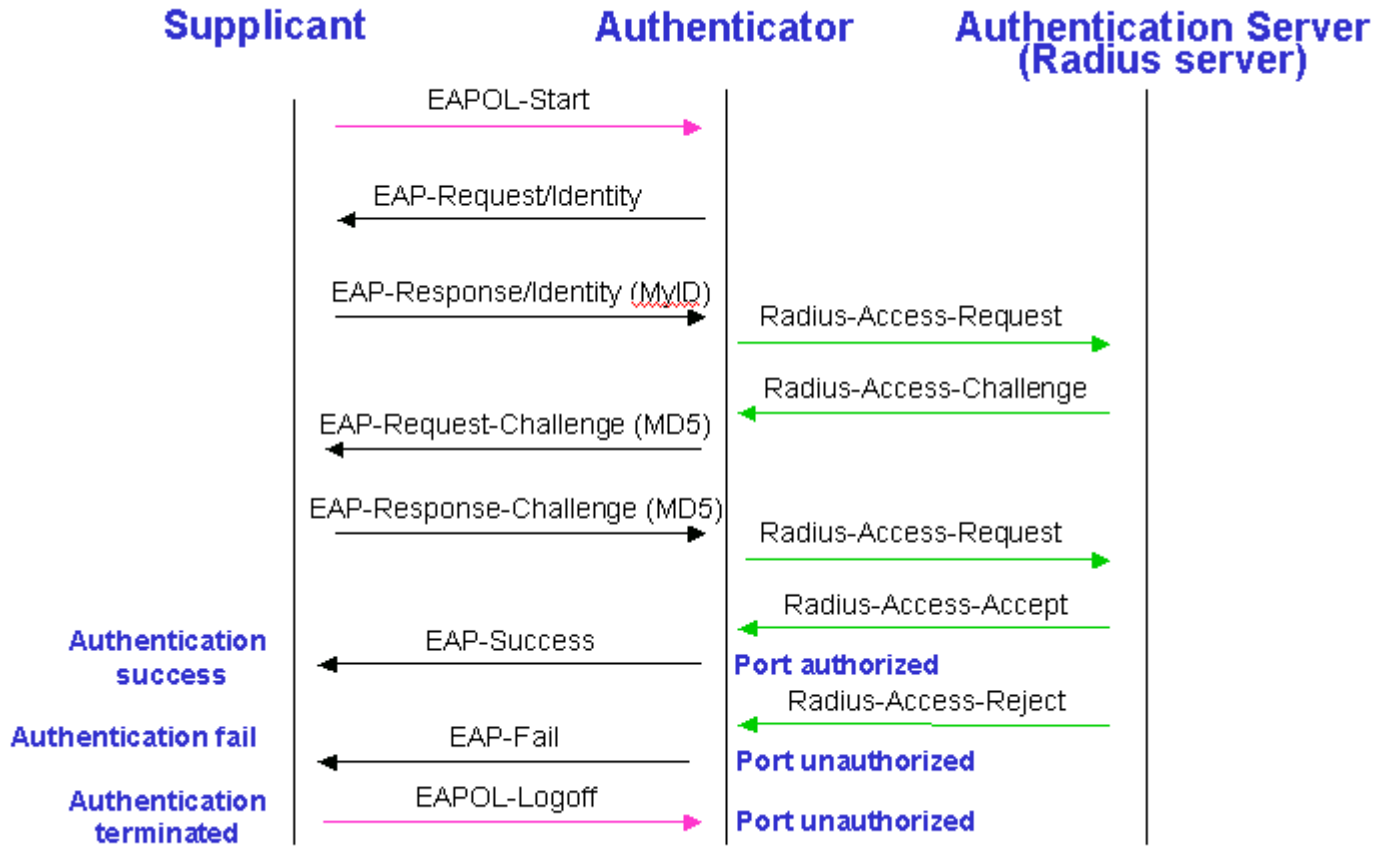 Supplicant
Authenticator
Authentication Server
(Radius server)
EAPOL-Start
EAP-Request/Identity
EAP-Response/Identity (MyID)
Radius-Access-Request
Radius-Access-Challenge
EAP-Request-Challenge (MD5)
EAP-Response-Challenge (MD5)
Radius-Access-Request
Radius-Access-Accept
Authentication
success
EAP-Success
Port authorized
Radius-Access-Reject
Authentication fail
EAP-Fail
Port unauthorized
Authentication
terminated
EAPOL-Logoff
Port unauthorized